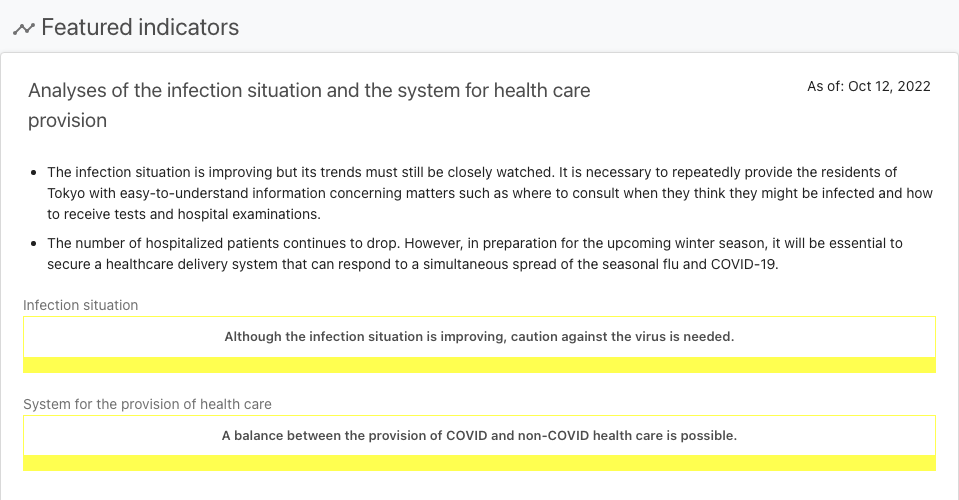 Featured indicators
Analyses of the infection situation and the system for health care
provision
As of: Oct 12, 2022
The infection situation is improving but its trends must still be closely watched. It is necessary to repeatedly provide the residents of
Tokyo with easy-to-understand information concerning matters such as where to consult when they think they might be infected and how
to receive tests and hospital examinations.
The number of hospitalized patients continues to drop. However, in preparation for the upcoming winter season, it will be essential to
secure a healthcare delivery system that can respond to a simultaneous spread of the seasonal flu and COVID-19.
Infection situation
Although the infection situation is improving, caution against the virus is needed.
System for the provision of health care
A balance between the provision of COVID and non-COVID health care is possible.